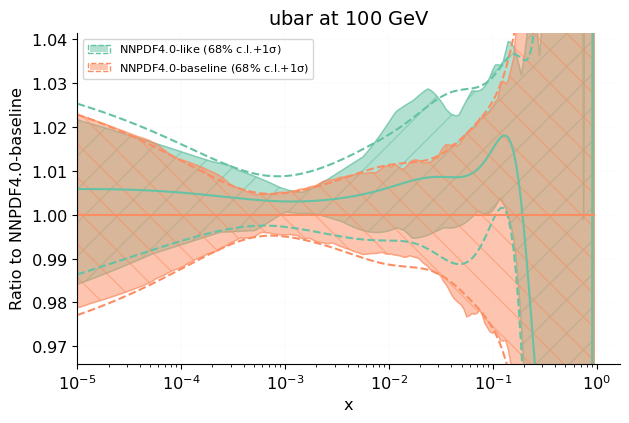 ubar at 100 GeV
NNPDF4.0-like (68% c.l.+1σ)
NNPDF4.0-baseline (68% c.l.+1σ)
Ratio to NNPDF4.0-baseline
1.04
1.03
1.02
1.01
1.00
0.99
0.98
0.97
10⁻⁵ 10⁻⁴ 10⁻³ 10⁻² 10⁻¹ 10⁰
x